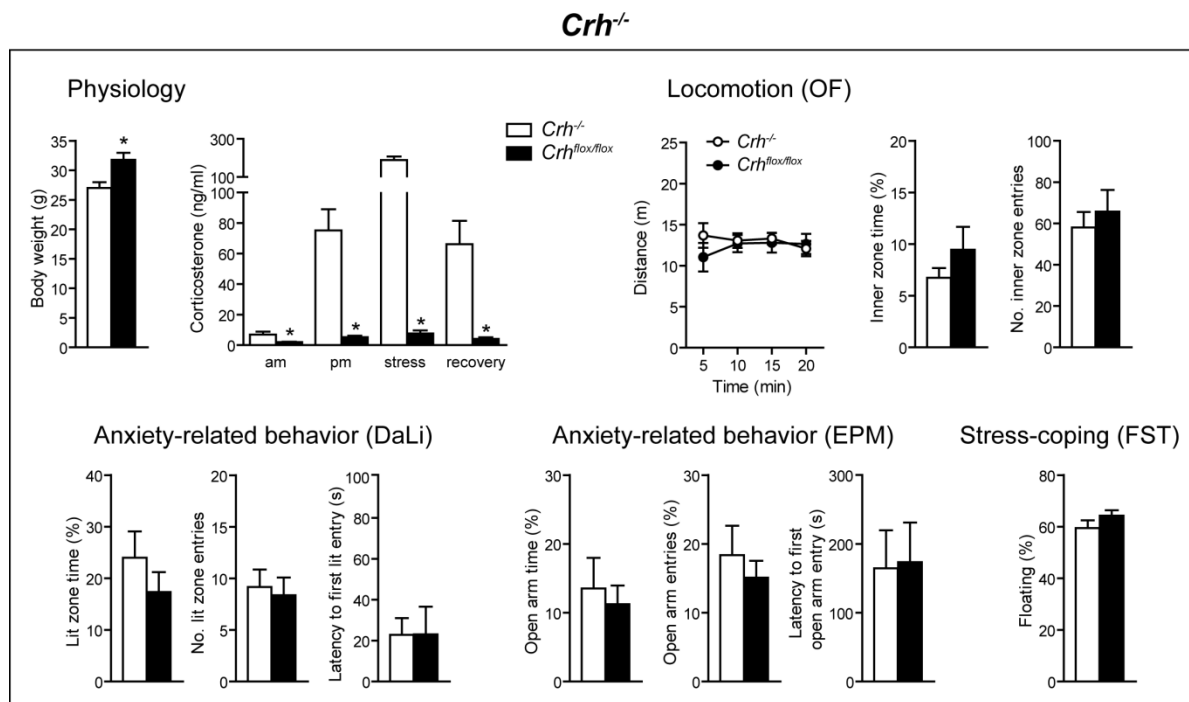 Crh-/-
Physiology
Body weight (g)
35
30
25
20
15
10
5
0
*
Corticosterone (ng/ml)
300
100
100
80
60
40
20
0
*
*
*
*
am pm stress recovery
Crh-/-
Crhflox/flox
Locomotion (OF)
Distance (m)
25
20
15
10
5
0
Crh-/-
Crhflox/flox
5 10 15 20
Time (min)
Inner zone time (%)
20
15
10
5
0
No. inner zone entries
100
80
60
40
20
0
Anxiety-related behavior (DaLi)
Lit zone time (%)
40
30
20
10
0
No. lit zone entries
20
15
10
5
0
Latency to first lit entry (s)
100
80
60
40
20
0
Anxiety-related behavior (EPM)
Open arm time (%)
30
20
10
0
Open arm entries (%)
30
20
10
0
Latency to first
open arm entry (s)
300
200
100
0
Stress-coping (FST)
Floating (%)
80
60
40
20
0